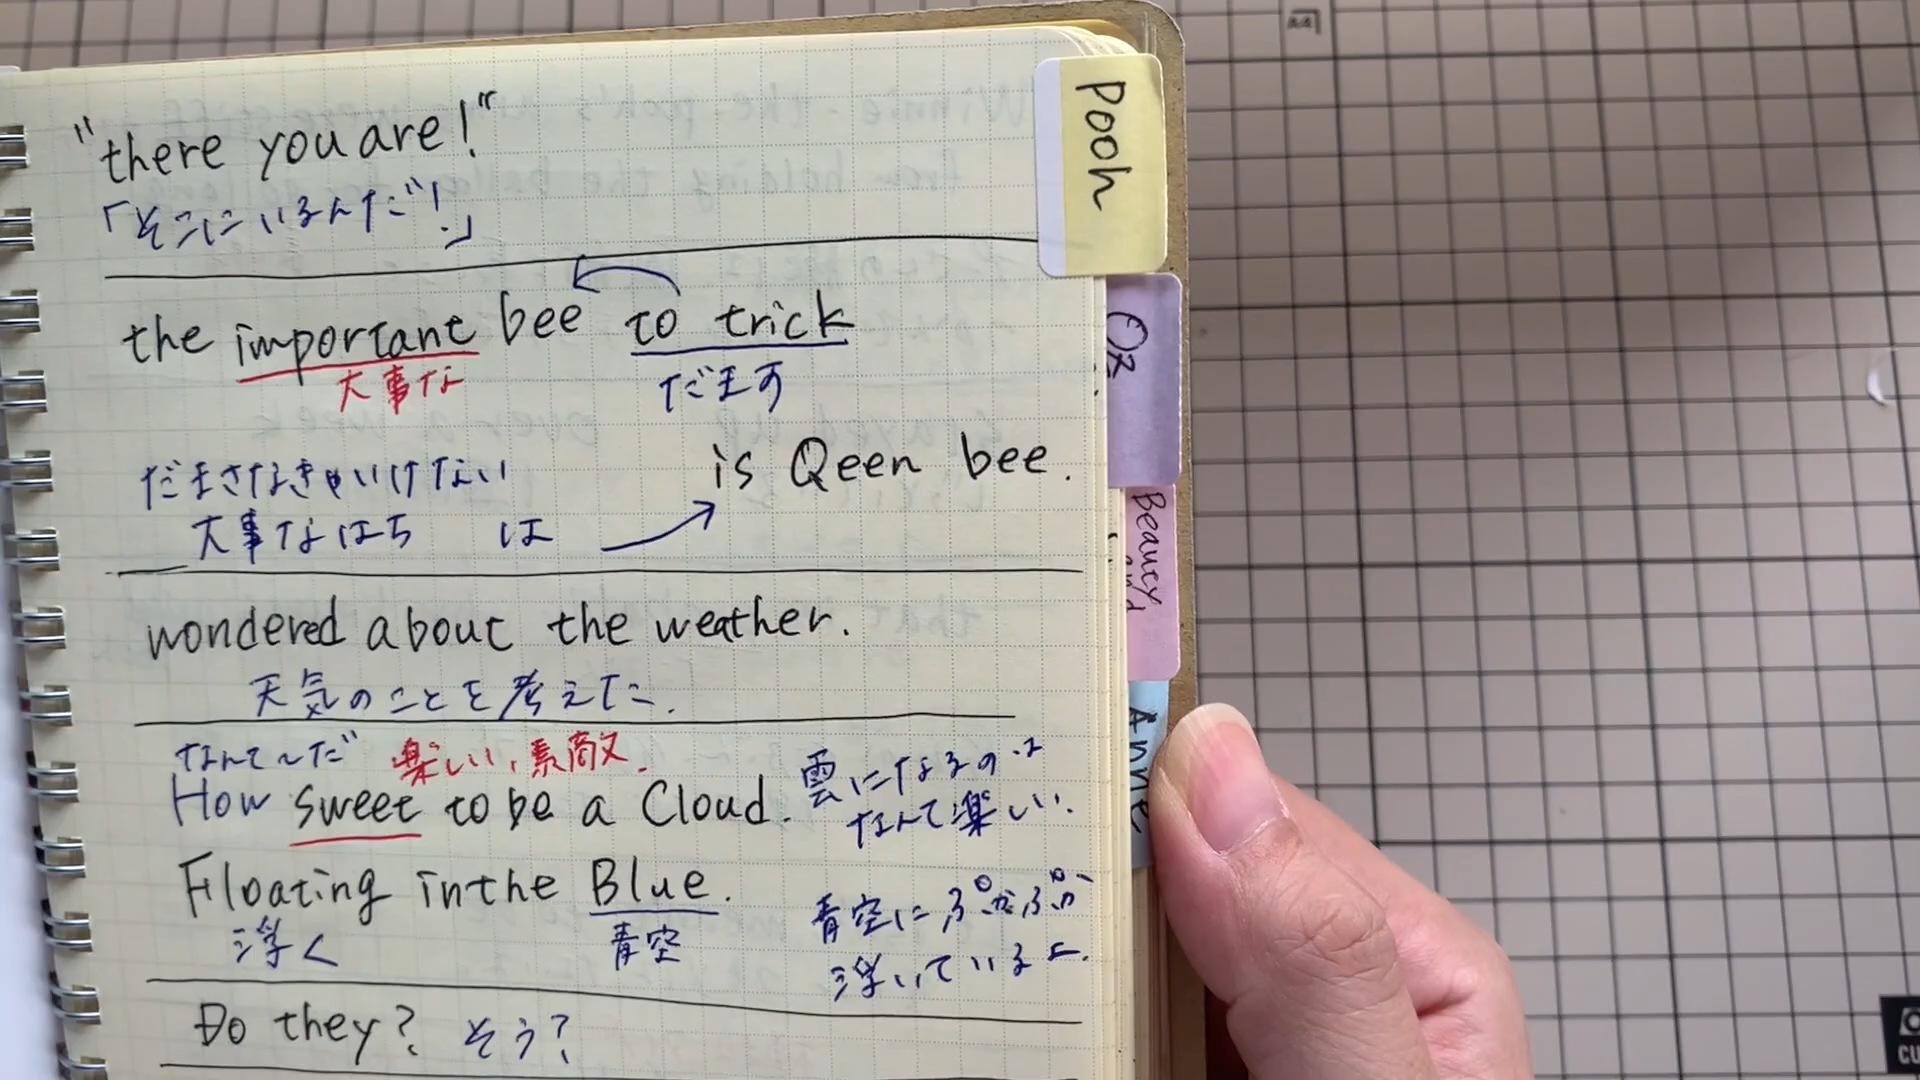 "there you are!"
「そこにいるんだ!」
the important bee to trick
大事な
だます
is Qeen bee.
だまさなきゃいけない
大事なはち は
wondered about the weather.
天気のことを考えてた.
なんて〜だ 楽しい、素敵.
How sweet to be a Cloud.
雲になるのは
なんて楽しい.
Floating in the Blue.
浮く
青空
青空にぷかぷか
浮いているよ.
Do they? そう?
Pooh
Oz
Beauty
and
Anne